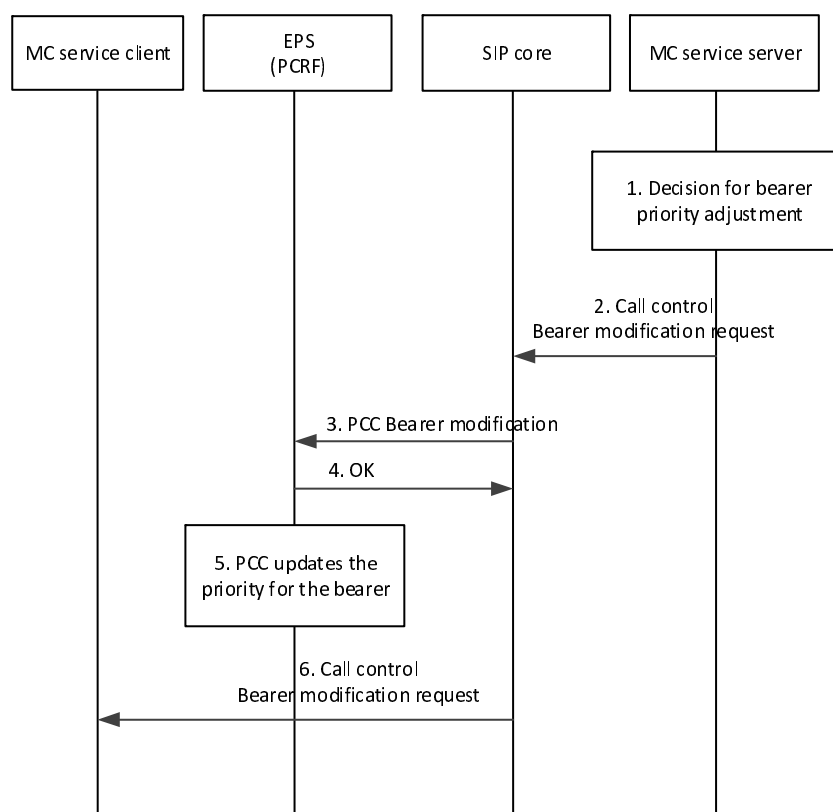 MC service client
EPS
(PCRF)
SIP core
MC service server
1. Decision for bearer
priority adjustment
2. Call control
Bearer modification request
3. PCC Bearer modification
4. OK
5. PCC updates the
priority for the bearer
6. Call control
Bearer modification request